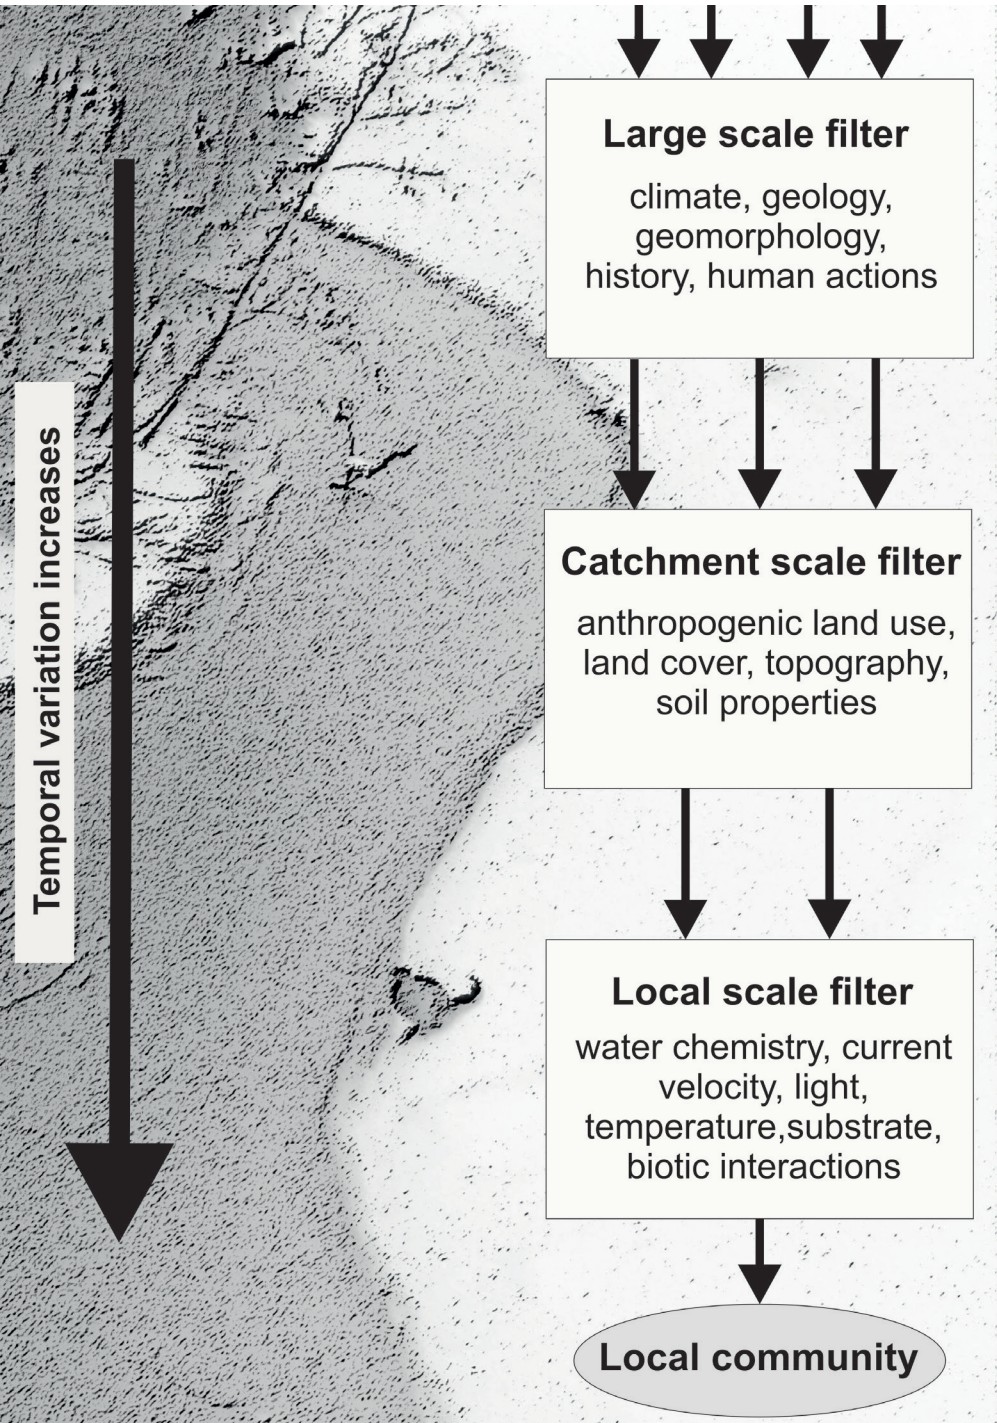 Large scale filter
climate, geology,
geomorphology,
history, human actions
Temporal variation increases
Catchment scale filter
anthropogenic land use,
land cover, topography,
soil properties
Local scale filter
water chemistry, current
velocity, light,
temperature,substrate,
biotic interactions
Local community